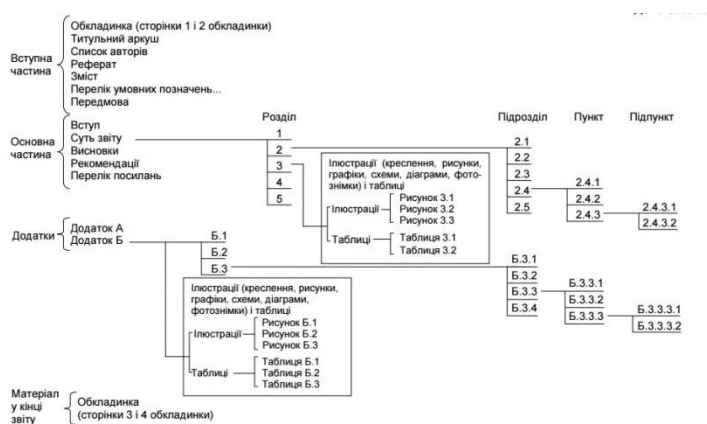 Обкладинка (сторінки 1 і 2 обкладинки)
Титульний аркуш
Список авторів
Вступна частина
Реферат
Зміст
Перелік умовних позначень...
Передмова
Розділ
Підрозділ
Пункт
Підпункт
Основна частина
Вступ
Суть звіту
Висновки
Рекомендації
Перелік посилань
1
2
3
4
5
2.1
2.2
2.3
2.4
2.5
2.4.1
2.4.2
2.4.3
2.4.3.1
2.4.3.2
Ілюстрації (креслення, рисунки,
графіки, схеми, діаграми, фото-
знімки) і таблиці
Ілюстрації
Рисунок 3.1
Рисунок 3.2
Рисунок 3.3
Таблиці
Таблиця 3.1
Таблиця 3.2
Додатки
Додаток А
Додаток Б
Б.1
Б.2
Б.3
Б.3.1
Б.3.2
Б.3.3
Б.3.4
Б.3.3.1
Б.3.3.2
Б.3.3.3
Б.3.3.3.1
Б.3.3.3.2
Ілюстрації (креслення, рисунки,
графіки, схеми, діаграми,
фотознімки) і таблиці
Ілюстрації
Рисунок Б.1
Рисунок Б.2
Рисунок Б.3
Таблиці
Таблиця Б.1
Таблиця Б.2
Таблиця Б.3
Матеріал
у кінці
звіту
Обкладинка
(сторінки 3 і 4 обкладинки)